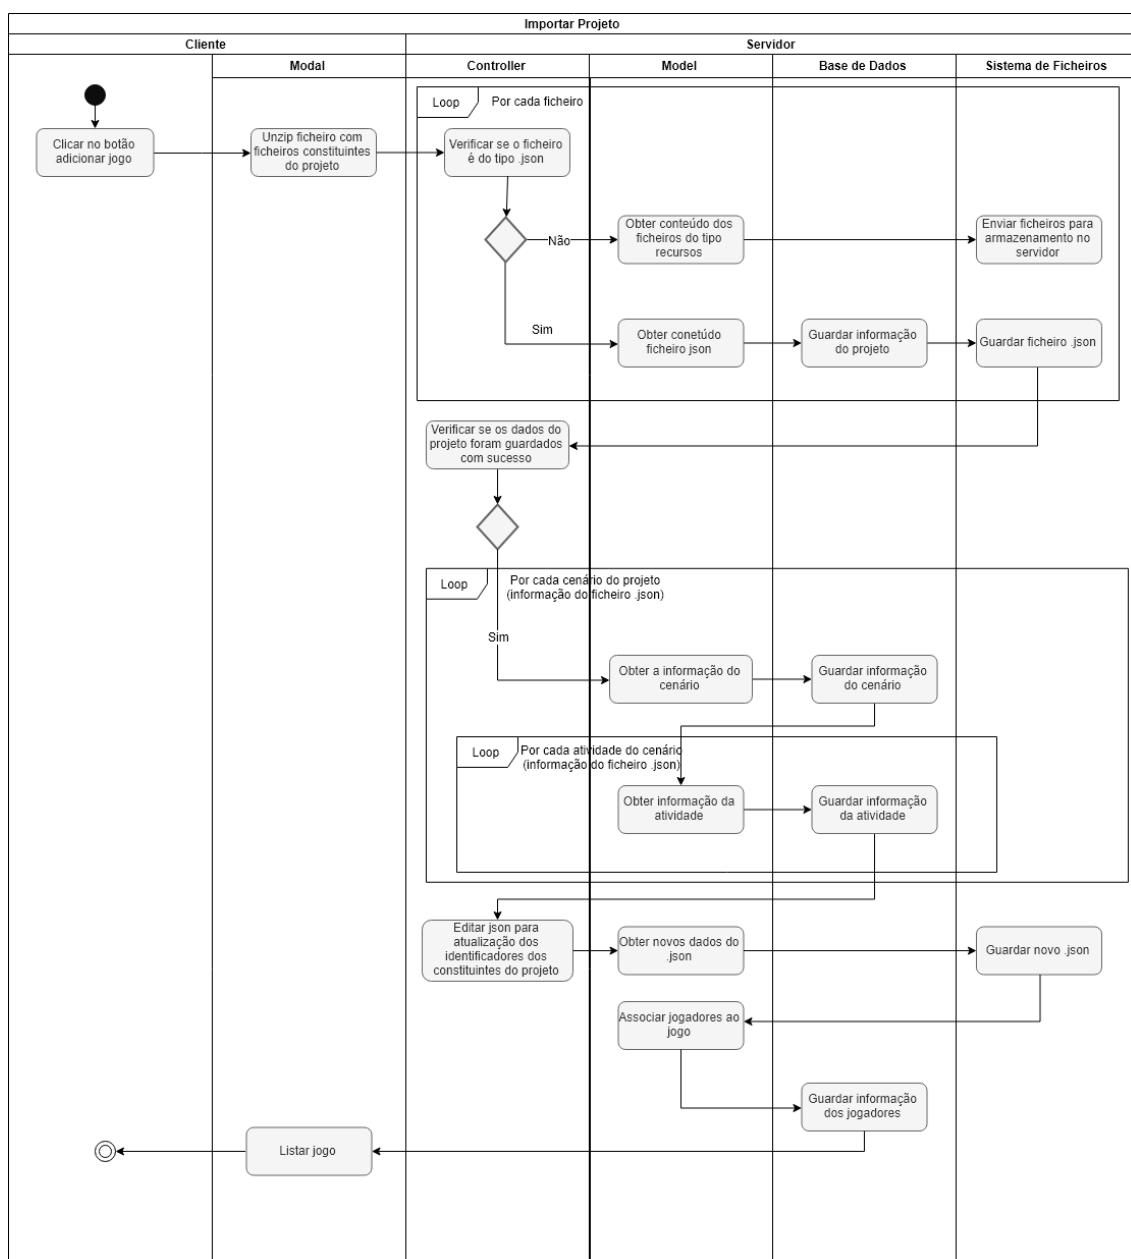 Importar Projeto
Cliente
Servidor
Modal
Controller
Model
Base de Dados
Sistema de Ficheiros
Loop
Por cada ficheiro
Clicar no botão
adicionar jogo
Unzip ficheiro com
ficheiros constituintes
do projeto
Verificar se o ficheiro
é do tipo .json
Não
Obter conteúdo dos
ficheiros do tipo
recursos
Enviar ficheiros para
armazenamento no
servidor
Sim
Obter conetúdo
ficheiro json
Guardar informação
do projeto
Guardar ficheiro .json
Verificar se os dados do
projeto foram guardados
com sucesso
Loop
Por cada cenário do projeto
(informação do ficheiro .json)
Sim
Obter a informação do
cenário
Guardar informação
do cenário
Loop
Por cada atividade do cenário
(informação do ficheiro .json)
Obter informação da
atividade
Guardar informação
da atividade
Editar json para
atualização dos
identificadores dos
constituintes do projeto
Obter novos dados do
.json
Guardar novo .json
Associar jogadores ao
jogo
Guardar informação
dos jogadores
Listar jogo